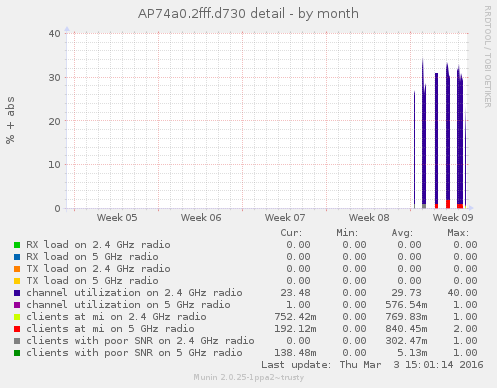 AP74a0.2fff.d730 detail - by month
RRDTOOL / TOBI OETIKER
% + abs
40
30
20
10
0
Week 05 Week 06 Week 07 Week 08 Week 09
Cur: Min: Avg: Max:
RX load on 2.4 GHz radio 0.00 0.00 0.00 0.00
RX load on 5 GHz radio 0.00 0.00 0.00 0.00
TX load on 2.4 GHz radio 0.00 0.00 0.00 0.00
TX load on 5 GHz radio 0.00 0.00 0.00 0.00
channel utilization on 2.4 GHz radio 23.48 0.00 29.73 40.00
channel utilization on 5 GHz radio 1.00 0.00 576.54m 1.00
clients at mi on 2.4 GHz radio 752.42m 0.00 769.83m 1.00
clients at mi on 5 GHz radio 192.12m 0.00 840.45m 2.00
clients with poor SNR on 2.4 GHz radio 0.00 0.00 302.47m 1.00
clients with poor SNR on 5 GHz radio 138.48m 0.00 5.13m 1.00
Last update: Thu Mar 3 15:01:14 2016
Munin 2.0.25-1ppa2~trusty